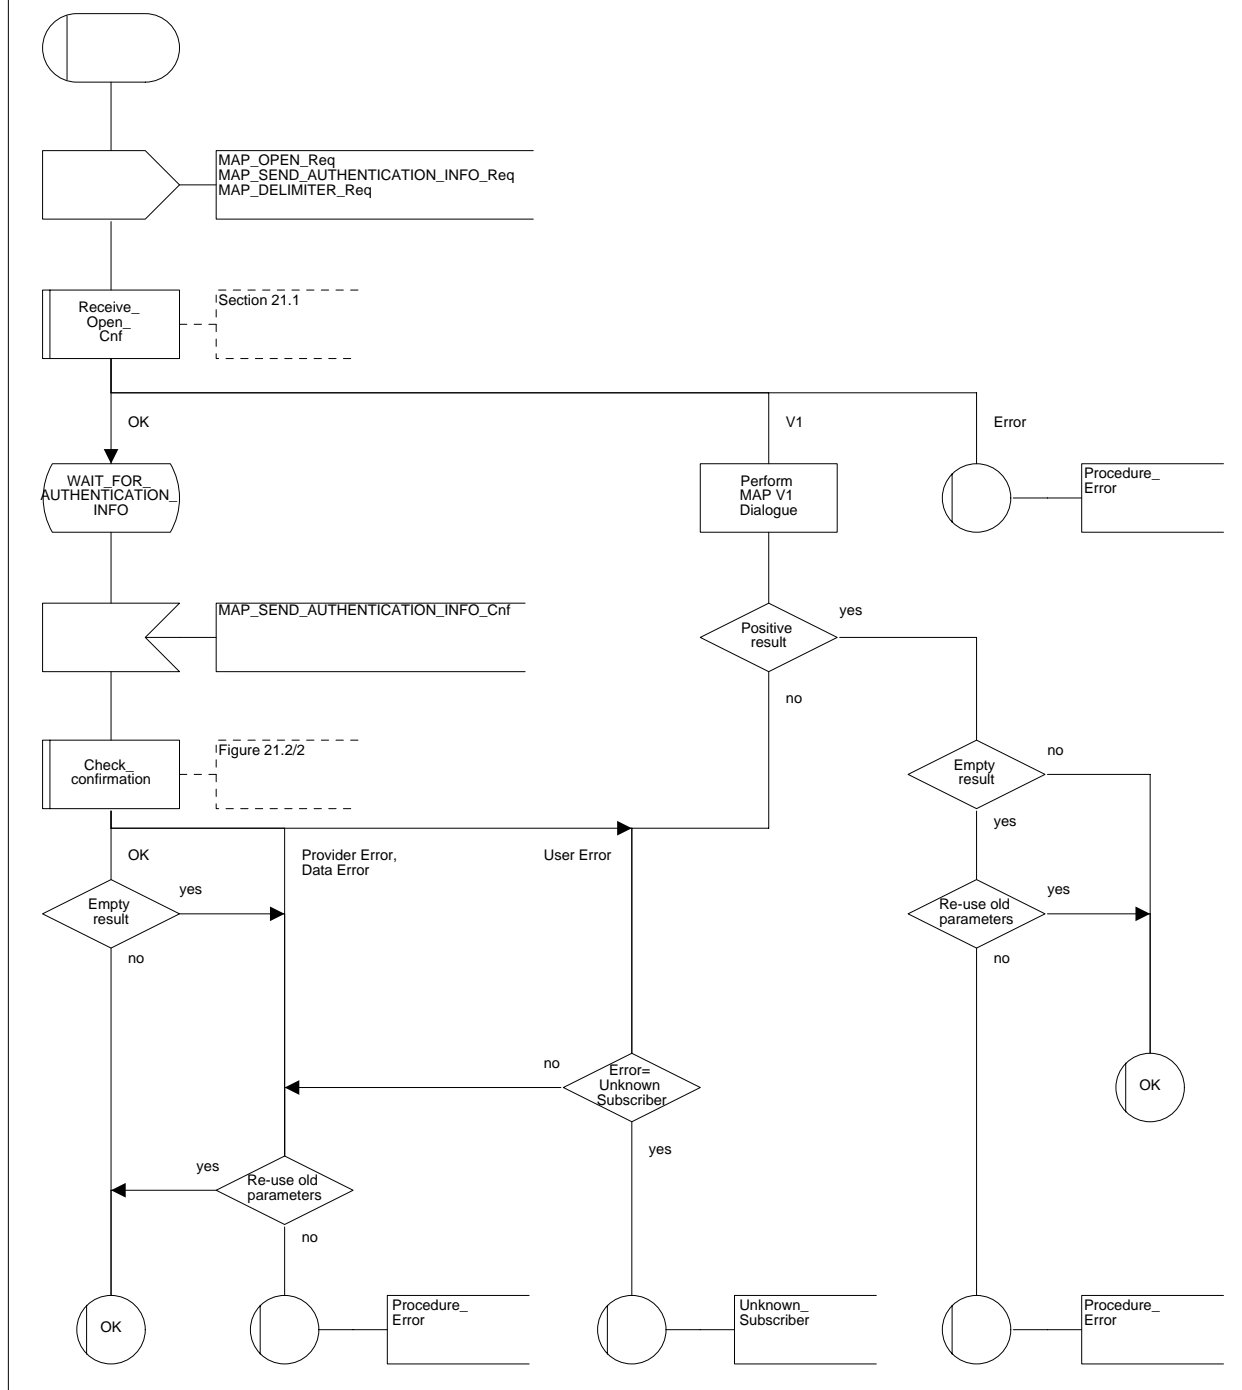 MAP_OPEN_Req
MAP_SEND_AUTHENTICATION_INFO_Req
MAP_DELIMITER_Req
Receive_
Open_
Cnf
Section 21.1
OK
V1
Error
WAIT_FOR_
AUTHENTICATION_
INFO
Perform
MAP V1
Dialogue
Procedure_
Error
MAP_SEND_AUTHENTICATION_INFO_Cnf
yes
Positive
result
no
Check_
confirmation
Figure 21.2/2
no
Empty
result
yes
OK
Provider Error,
Data Error
User Error
yes
Empty
result
no
yes
Re-use old
parameters
no
no
Error=
Unknown
Subscriber
yes
OK
yes
Re-use old
parameters
no
OK
Procedure_
Error
Unknown_
Subscriber
Procedure_
Error